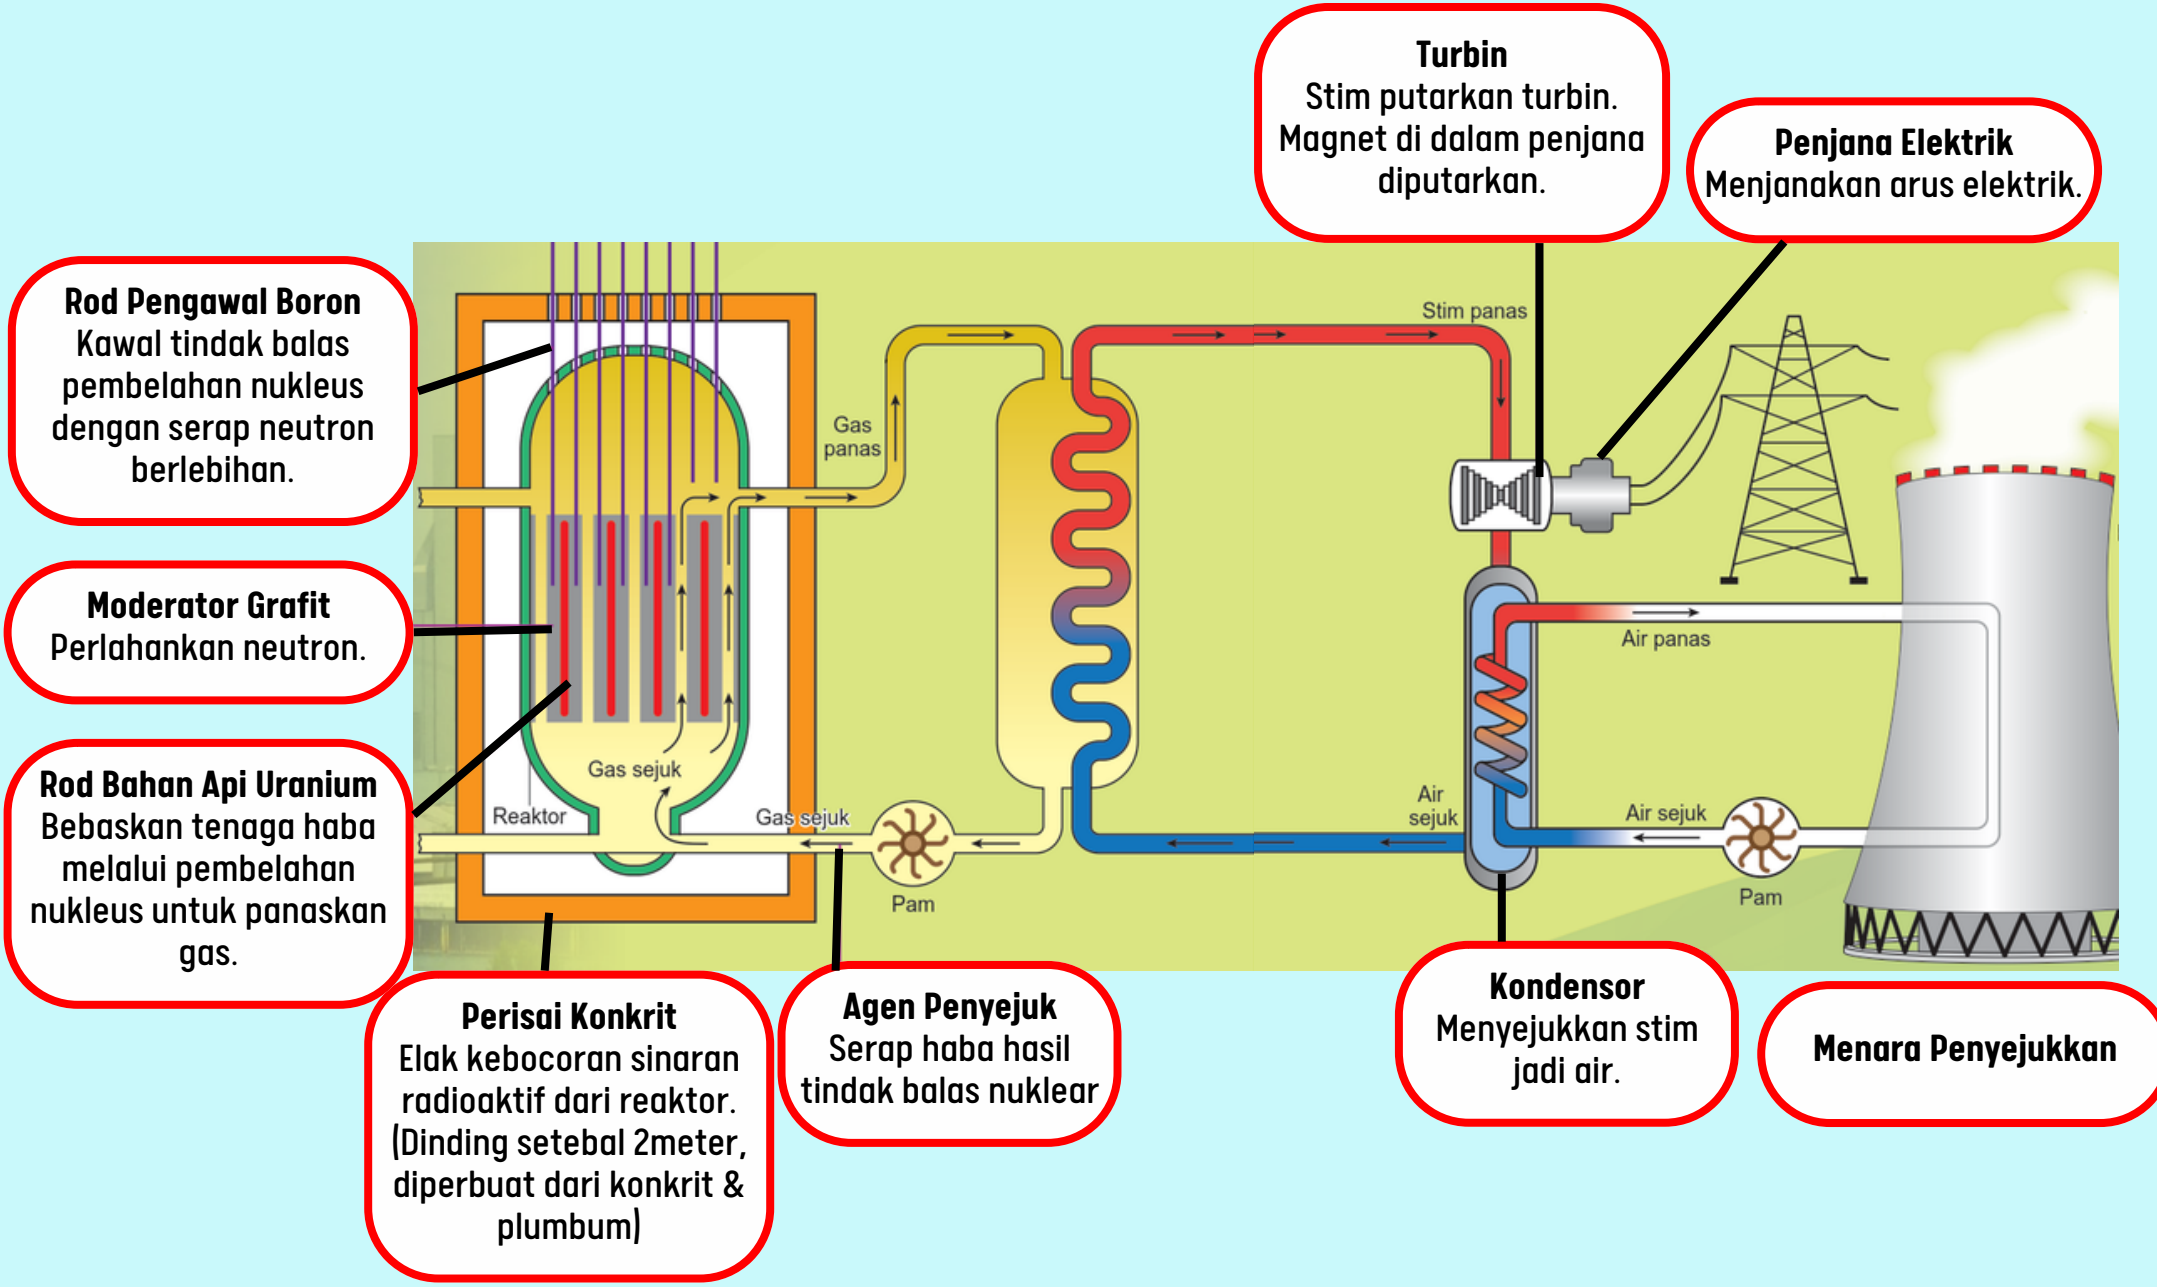 Turbin
Stim putarkan turbin.
Magnet di dalam penjana
diputarkan.
Penjana Elektrik
Menjanakan arus elektrik.
Rod Pengawal Boron
Kawal tindak balas
pembelahan nukleus
dengan serap neutron
berlebihan.
Moderator Grafit
Perlahankan neutron.
Rod Bahan Api Uranium
Bebaskan tenaga haba
melalui pembelahan
nukleus untuk panaskan
gas.
Gas
panas
Stim panas
Gas sejuk
Reaktor
Gas sejuk
Pam
Air
sejuk
Air panas
Air sejuk
Pam
Perisai Konkrit
Elak kebocoran sinaran
radioaktif dari reaktor.
(Dinding setebal 2meter,
diperbuat dari konkrit &
plumbum)
Agen Penyejuk
Serap haba hasil
tindak balas nuklear
Kondensor
Menyejukkan stim
jadi air.
Menara Penyejukkan